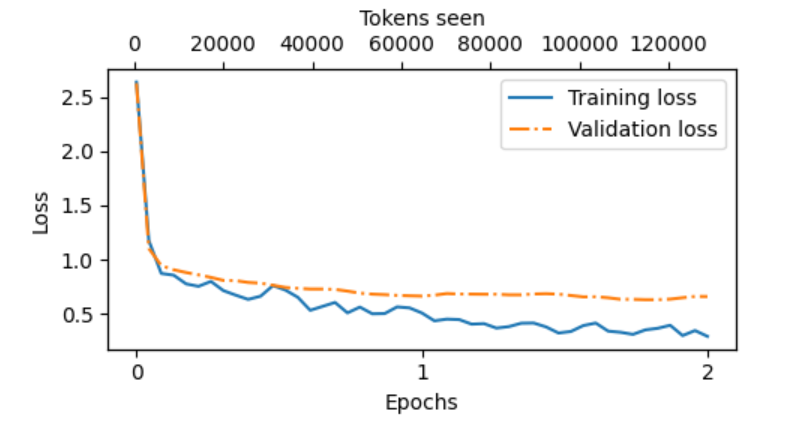 Tokens seen
0 20000 40000 60000 80000 100000 120000
2.5
2.0
1.5
1.0
0.5
Loss
Training loss
Validation loss
0 1 2
Epochs